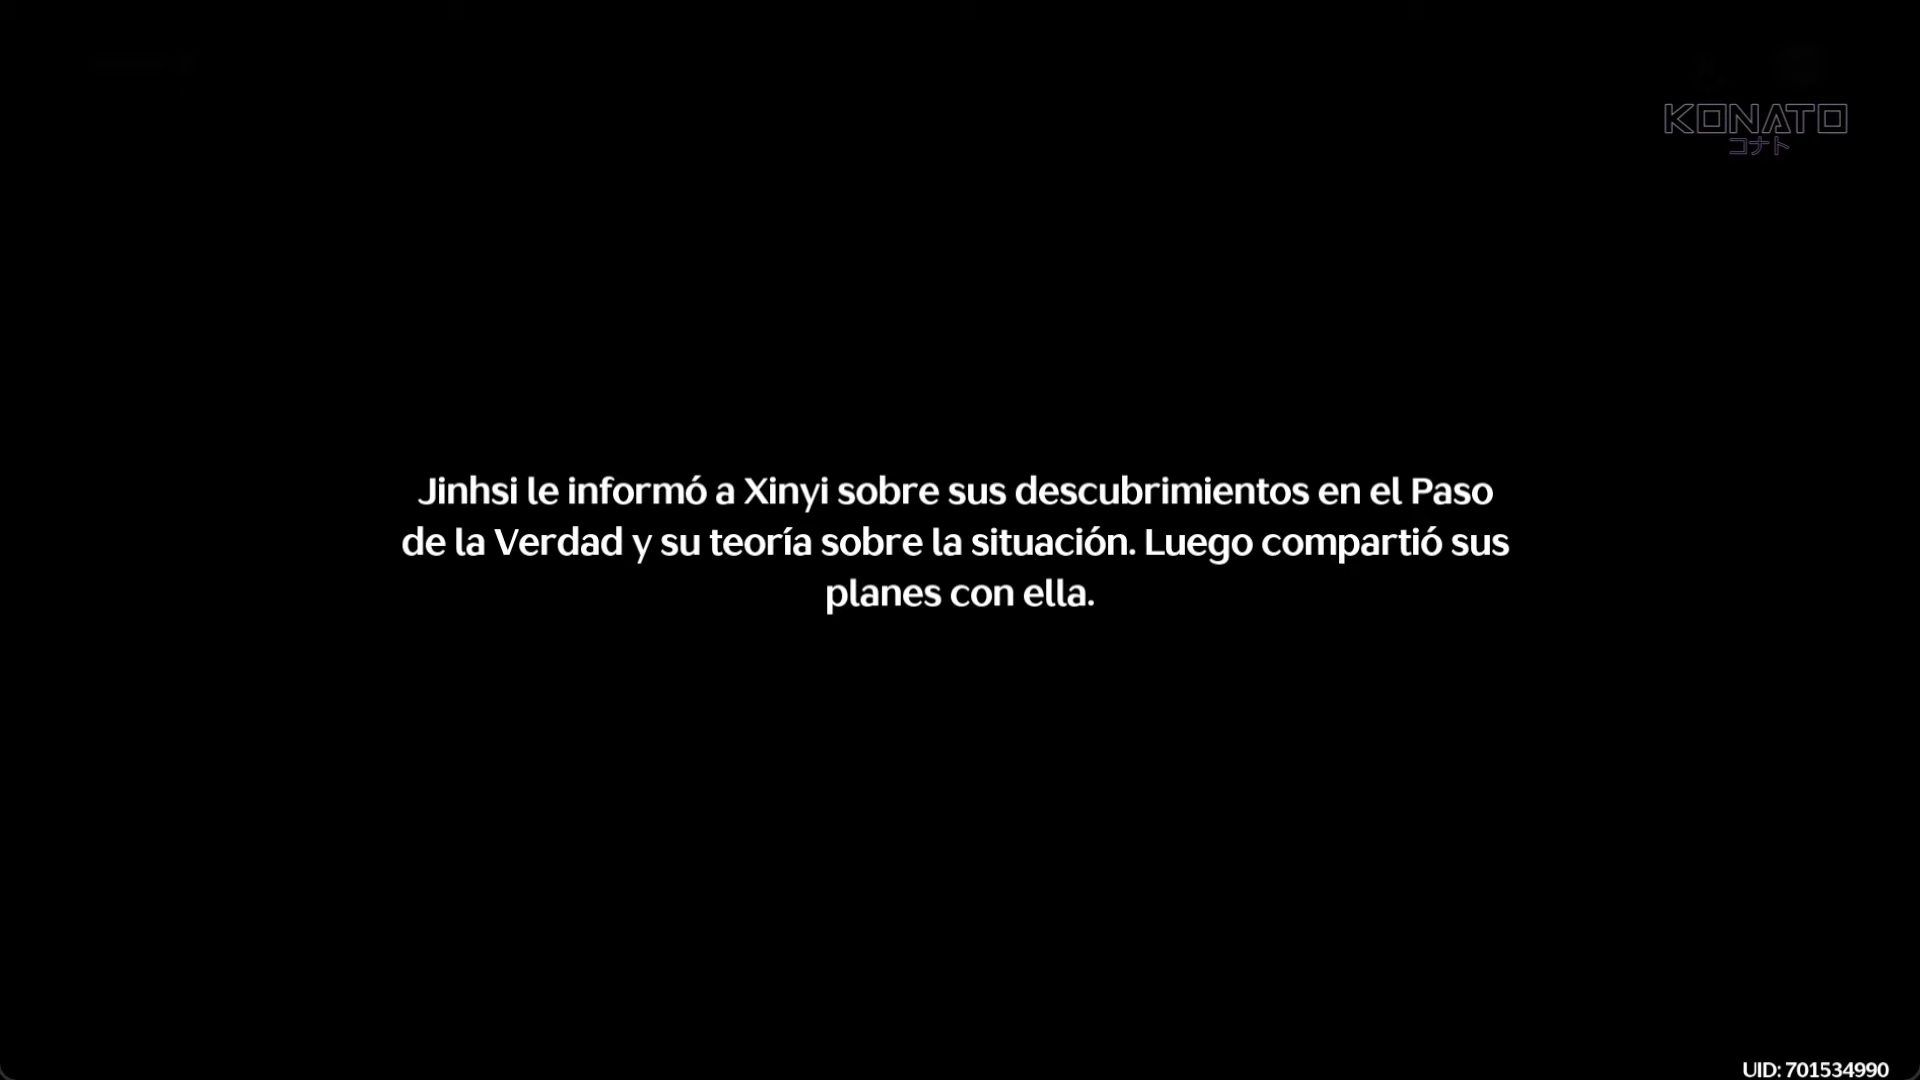 KONATO
コナト
Jinhsi le informó a Xinyi sobre sus descubrimientos en el Paso
de la Verdad y su teoría sobre la situación. Luego compartió sus
planes con ella.
UID: 701534990